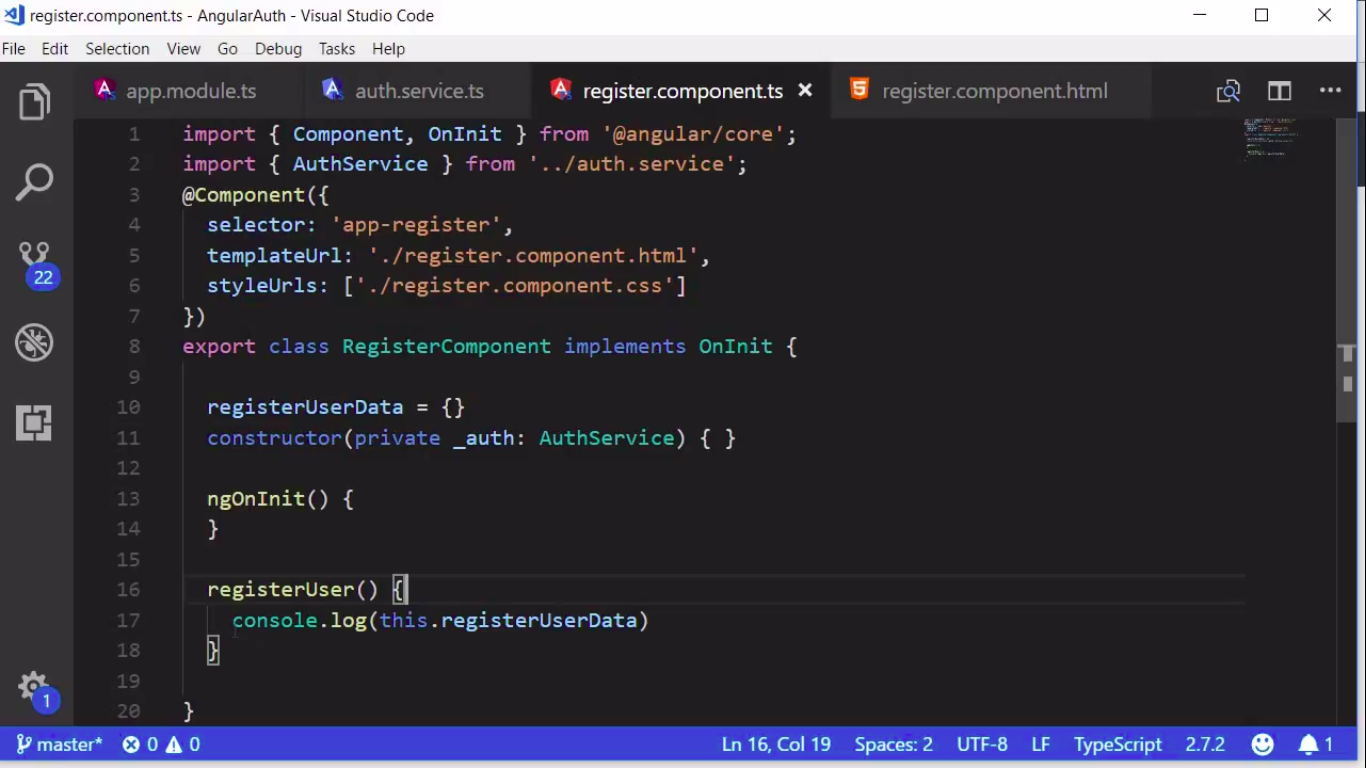 register.component.ts - AngularAuth - Visual Studio Code
File Edit Selection View Go Debug Tasks Help
app.module.ts auth.service.ts register.component.ts register.component.html
1 import { Component, OnInit } from '@angular/core';
2 import { AuthService } from '../auth.service';
3 @Component({
4 selector: 'app-register',
5 templateUrl: './register.component.html',
6 styleUrls: ['./register.component.css']
7 })
8 export class RegisterComponent implements OnInit {
9
10 registerUserData = {}
11 constructor(private _auth: AuthService) { }
12
13 ngOnInit() {
14 }
15
16 registerUser() {
17 console.log(this.registerUserData)
18 }
19
20 }
22
1
master* 0 0 Ln 16, Col 19 Spaces: 2 UTF-8 LF TypeScript 2.7.2 1